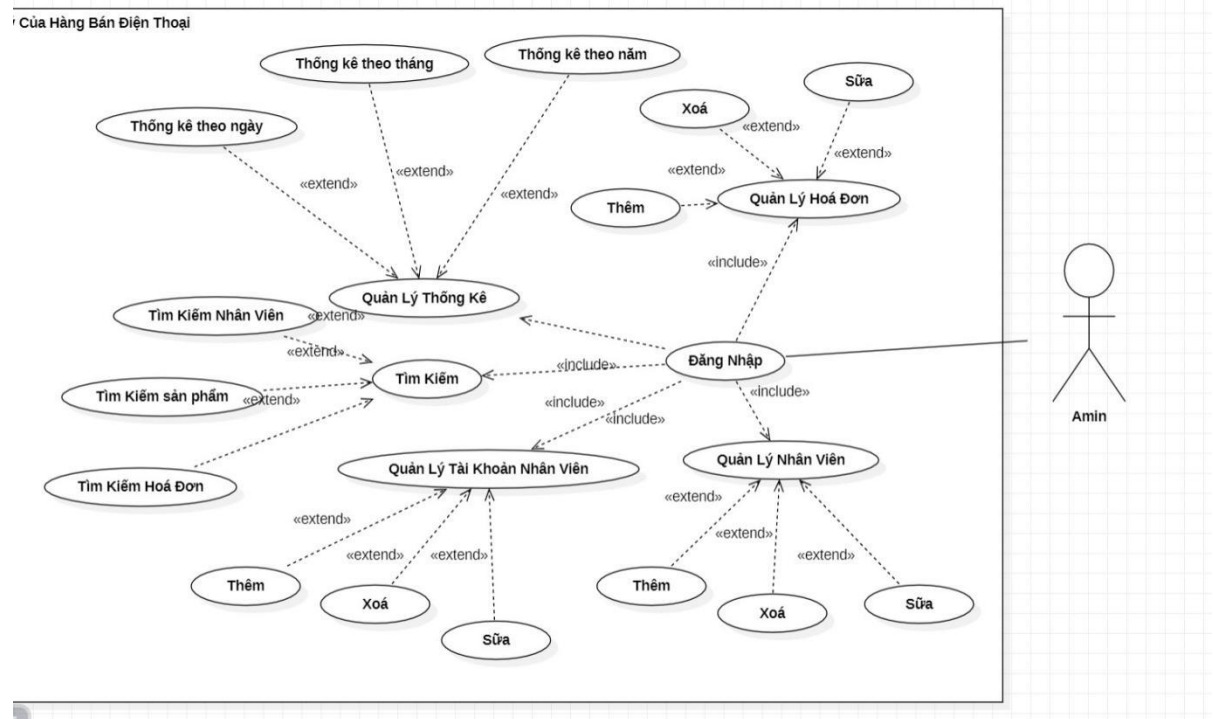 Của Hàng Bán Điện Thoại
Thống kê theo năm
Thống kê theo tháng
Sữa
Xoá
Thống kê theo ngày
«extend»
«extend»
«extend»
«extend»
«extend»
«extend»
«extend»
Thêm
Quản Lý Hoá Đơn
«include»
Quản Lý Thống Kê
Tìm Kiếm Nhân Viên
«extend»
«extend»
Đăng Nhập
«include»
Tìm Kiếm
Tìm Kiếm sản phẩm
«extend»
«include»
«include»
«include»
Quản Lý Tài Khoản Nhân Viên
Quản Lý Nhân Viên
Amin
Tìm Kiếm Hoá Đơn
«extend»
«extend»
«extend»
«extend»
«extend»
«extend»
Thêm
Xoá
Sữa
Thêm
Xoá
Sữa